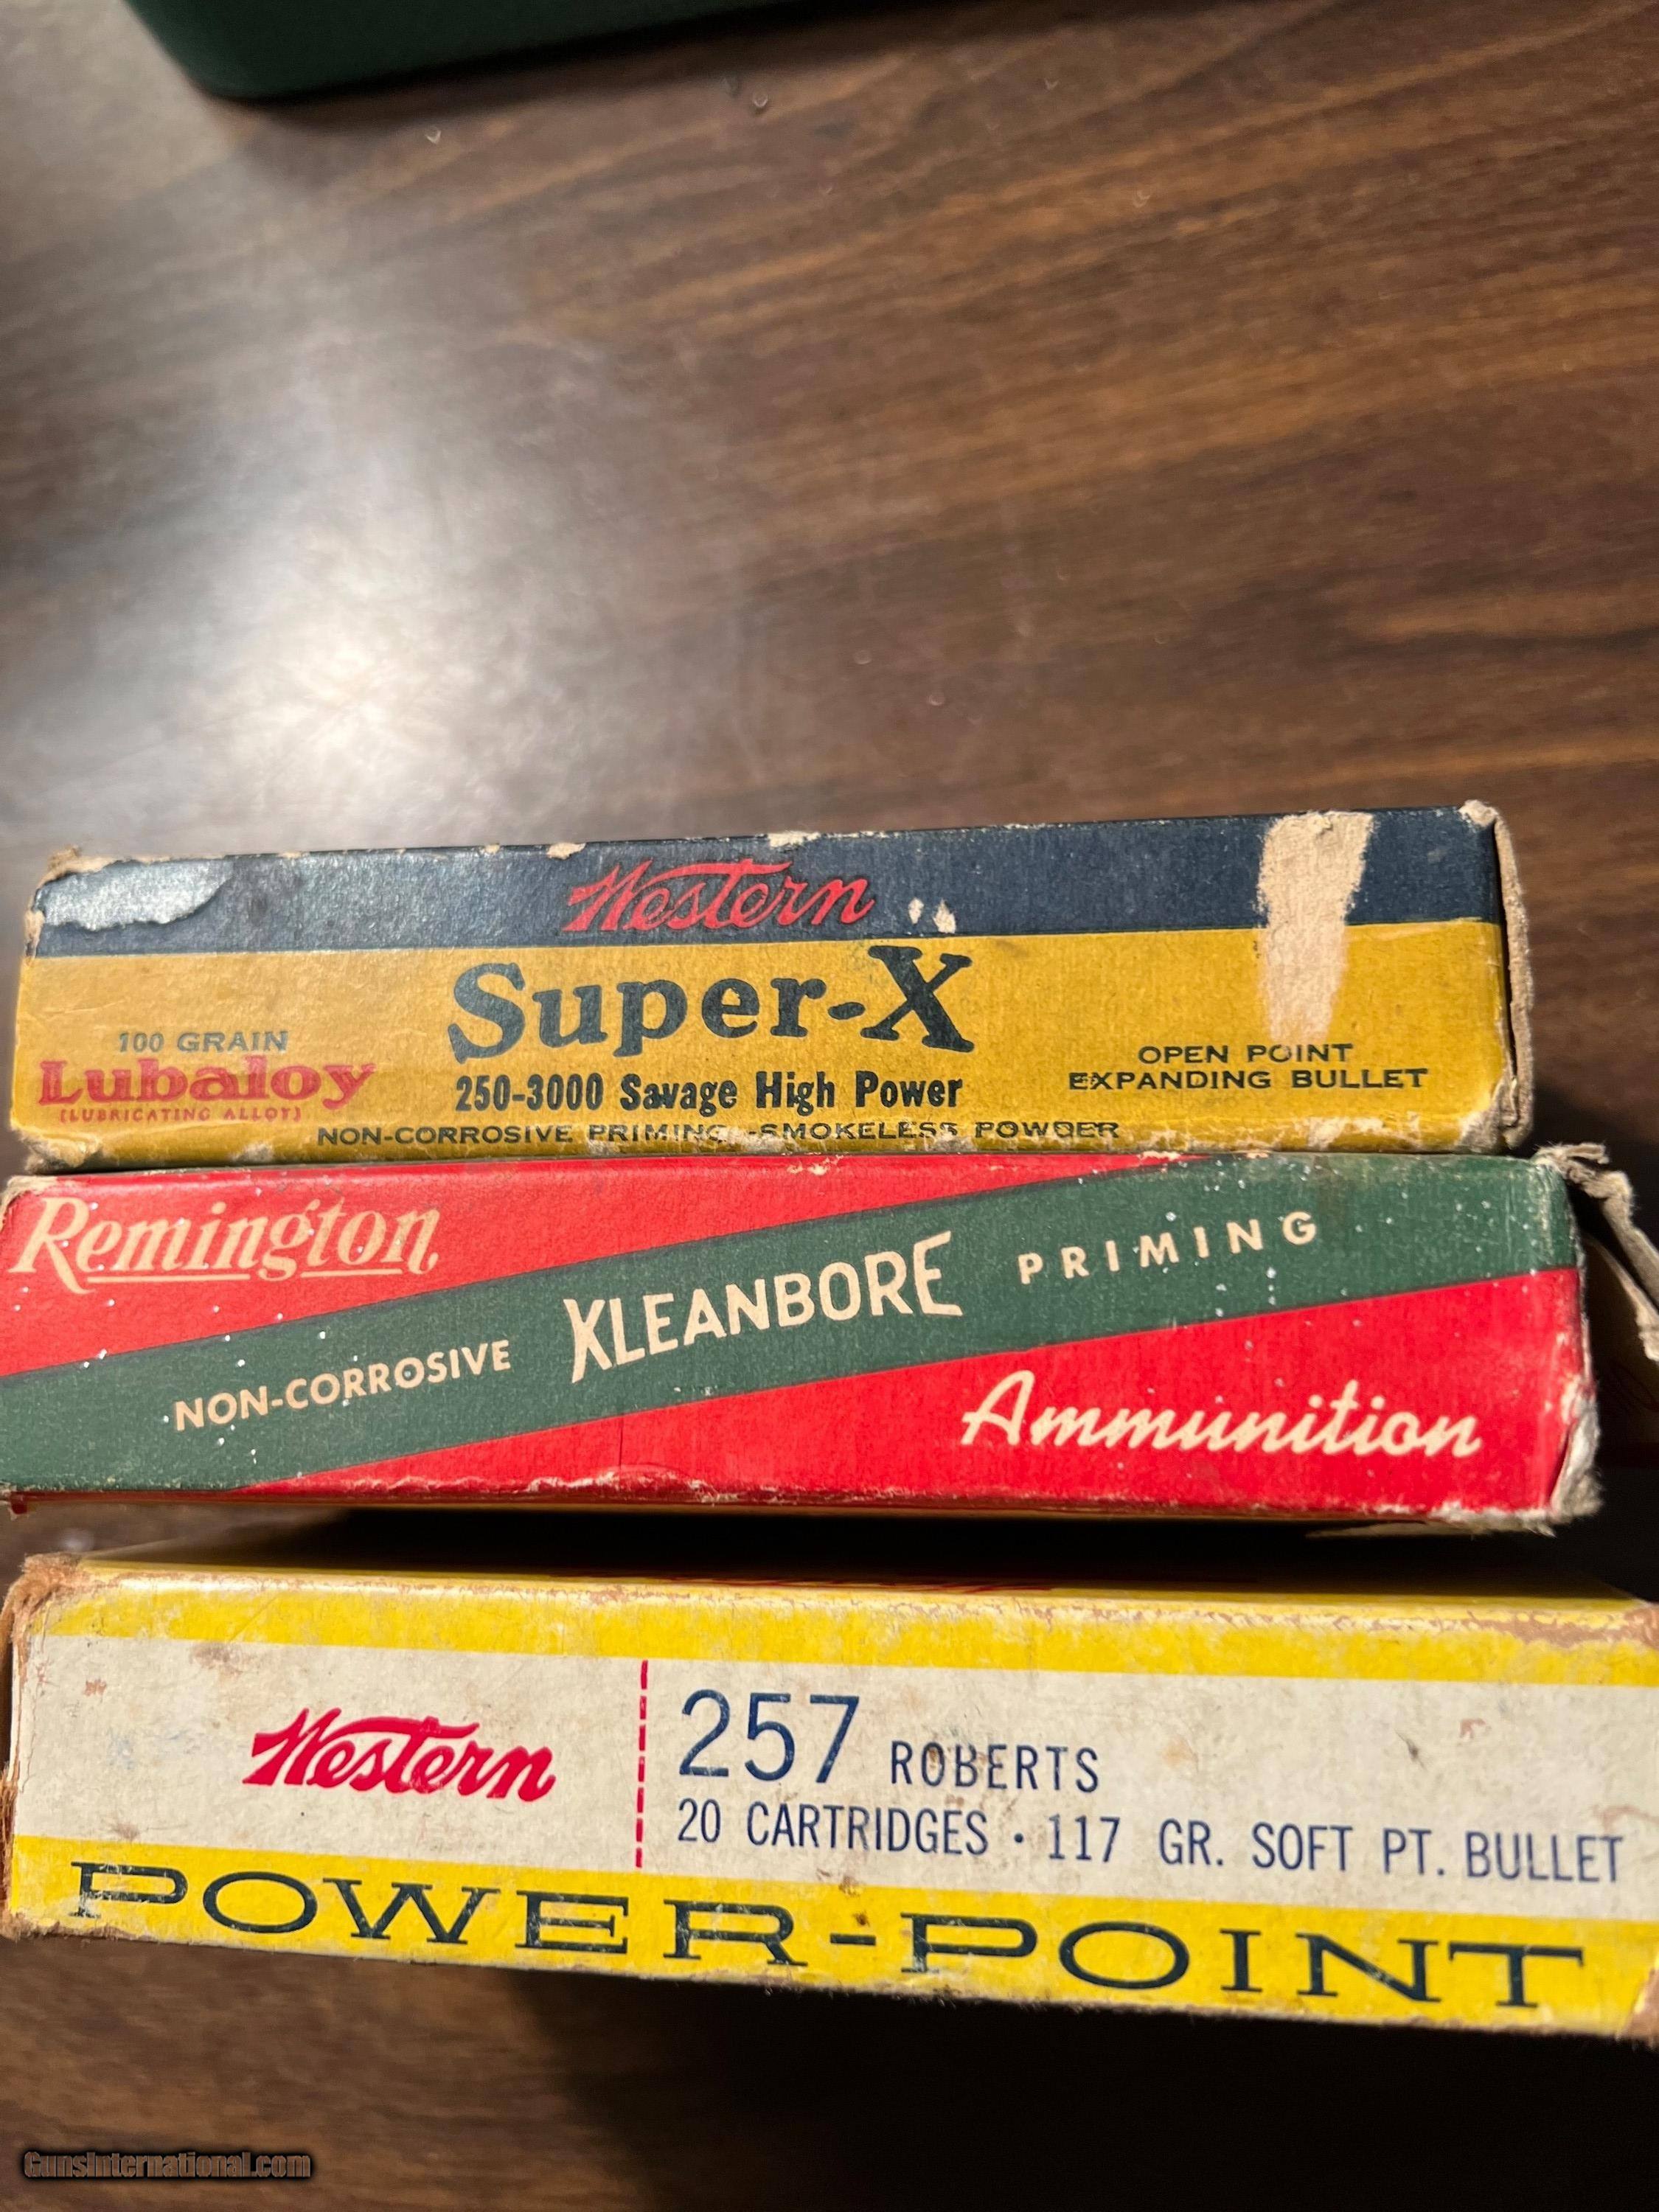 Western
Super-X
100 GRAIN
Lubaloy
(LUBRICATING ALLOY)
250-3000 Savage High Power
OPEN POINT
EXPANDING BULLET
NON-CORROSIVE PRIMING - SMOKELESS POWDER
Remington
NON-CORROSIVE KLEANBORE PRIMING
Ammunition
Western
257 ROBERTS
20 CARTRIDGES · 117 GR. SOFT PT. BULLET
POWER-POINT
GunsInternational.com